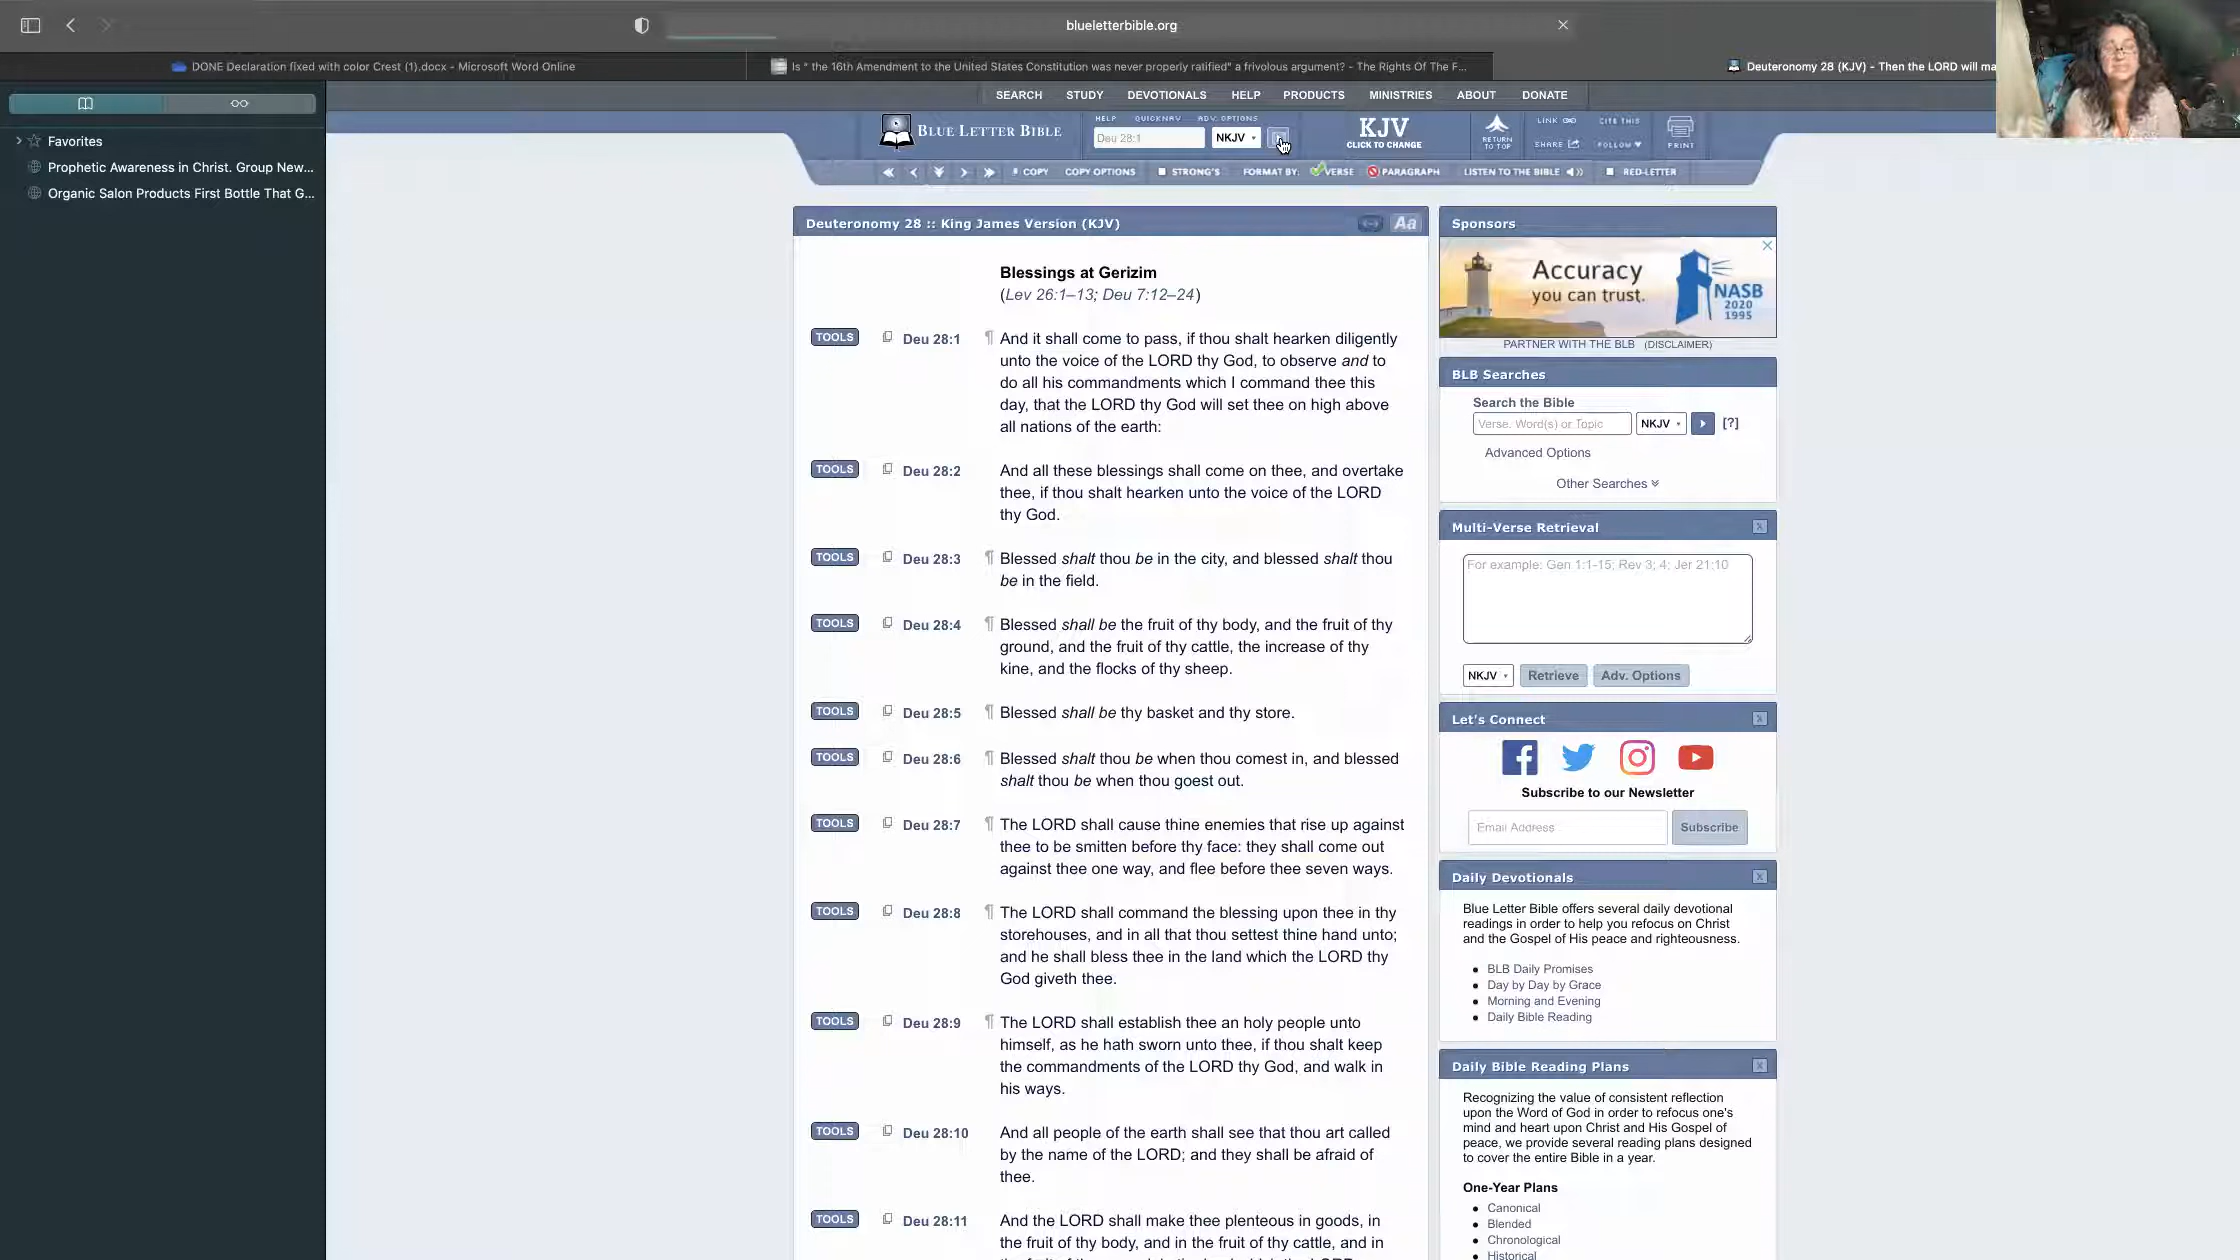 blueletterbible.org
DONE Declaration fixed with color Crest (1).docx - Microsoft Word Online
Is " the 16th Amendment to the United States Constitution was never properly ratified" a frivolous argument? - The Rights Of The F...
Deuteronomy 28 (KJV) - Then the LORD will ma
Favorites
Prophetic Awareness in Christ. Group New...
Organic Salon Products First Bottle That G...
SEARCH STUDY DEVOTIONALS HELP PRODUCTS MINISTRIES ABOUT DONATE
BLUE LETTER BIBLE
HELP QUICKNAV ADV. OPTIONS
Deu 28:1 NKJV
KJV
CLICK TO CHANGE
RETURN
TO TOP
LINK CITE THIS
SHARE FOLLOW
PRINT
COPY COPY OPTIONS STRONG'S FORMAT BY: VERSE PARAGRAPH LISTEN TO THE BIBLE RED-LETTER
Deuteronomy 28 :: King James Version (KJV)
Aa
Blessings at Gerizim
(Lev 26:1–13; Deu 7:12–24)
TOOLS Deu 28:1 ¶ And it shall come to pass, if thou shalt hearken diligently
unto the voice of the LORD thy God, to observe and to
do all his commandments which I command thee this
day, that the LORD thy God will set thee on high above
all nations of the earth:
TOOLS Deu 28:2 And all these blessings shall come on thee, and overtake
thee, if thou shalt hearken unto the voice of the LORD
thy God.
TOOLS Deu 28:3 ¶ Blessed shalt thou be in the city, and blessed shalt thou
be in the field.
TOOLS Deu 28:4 ¶ Blessed shall be the fruit of thy body, and the fruit of thy
ground, and the fruit of thy cattle, the increase of thy
kine, and the flocks of thy sheep.
TOOLS Deu 28:5 ¶ Blessed shall be thy basket and thy store.
TOOLS Deu 28:6 ¶ Blessed shalt thou be when thou comest in, and blessed
shalt thou be when thou goest out.
TOOLS Deu 28:7 ¶ The LORD shall cause thine enemies that rise up against
thee to be smitten before thy face: they shall come out
against thee one way, and flee before thee seven ways.
TOOLS Deu 28:8 ¶ The LORD shall command the blessing upon thee in thy
storehouses, and in all that thou settest thine hand unto;
and he shall bless thee in the land which the LORD thy
God giveth thee.
TOOLS Deu 28:9 ¶ The LORD shall establish thee an holy people unto
himself, as he hath sworn unto thee, if thou shalt keep
the commandments of the LORD thy God, and walk in
his ways.
TOOLS Deu 28:10 And all people of the earth shall see that thou art called
by the name of the LORD; and they shall be afraid of
thee.
TOOLS Deu 28:11 And the LORD shall make thee plenteous in goods, in
the fruit of thy body, and in the fruit of thy cattle, and in
Sponsors
Accuracy
you can trust.
NASB
2020
1995
PARTNER WITH THE BLB (DISCLAIMER)
BLB Searches
Search the Bible
Verse, Word(s) or Topic NKJV [?]
Advanced Options
Other Searches
Multi-Verse Retrieval
For example: Gen 1:1-15; Rev 3; 4; Jer 21:10
NKJV Retrieve Adv. Options
Let's Connect
Subscribe to our Newsletter
Email Address Subscribe
Daily Devotionals
Blue Letter Bible offers several daily devotional
readings in order to help you refocus on Christ
and the Gospel of His peace and righteousness.
BLB Daily Promises
Day by Day by Grace
Morning and Evening
Daily Bible Reading
Daily Bible Reading Plans
Recognizing the value of consistent reflection
upon the Word of God in order to refocus one's
mind and heart upon Christ and His Gospel of
peace, we provide several reading plans designed
to cover the entire Bible in a year.
One-Year Plans
Canonical
Blended
Chronological
Historical